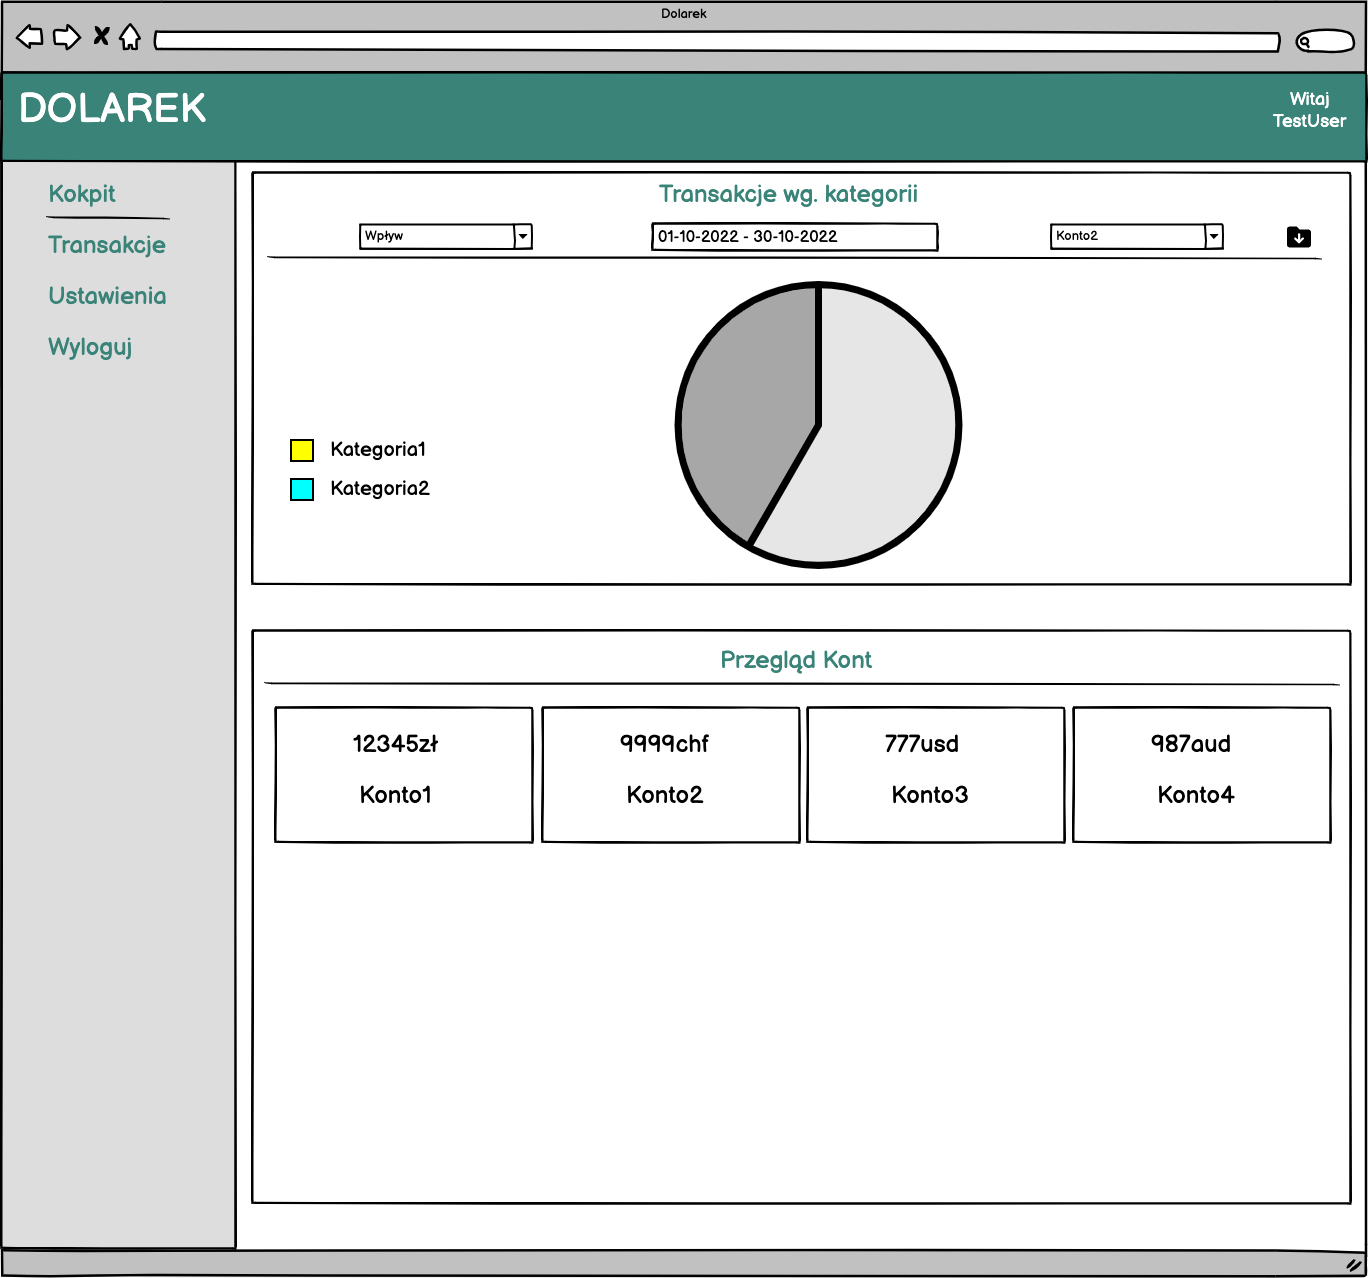 Dolarek
DOLAREK
Witaj
TestUser
Kokpit
Transakcje
Ustawienia
Wyloguj
Transakcje wg. kategorii
Wpływ
01-10-2022 - 30-10-2022
Konto2
Kategoria1
Kategoria2
Przegląd Kont
12345zł
Konto1
9999chf
Konto2
777usd
Konto3
987aud
Konto4